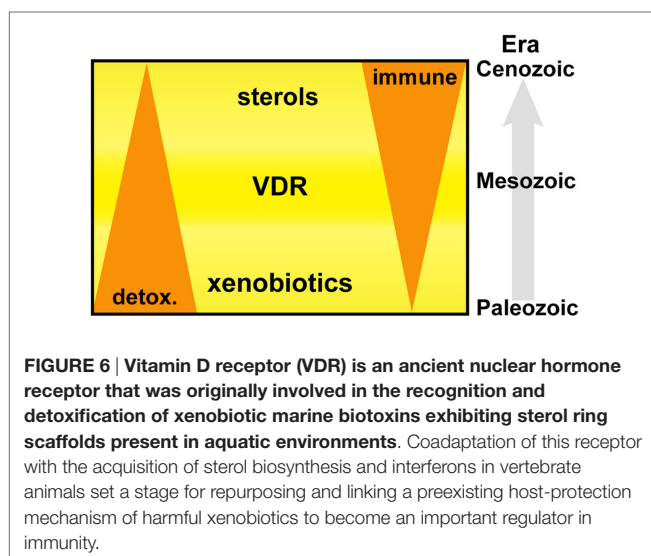 Era
Cenozoic
immune
sterols
VDR
Mesozoic
xenobiotics
detox.
Paleozoic
FIGURE 6 | Vitamin D receptor (VDR) is an ancient nuclear hormone
receptor that was originally involved in the recognition and
detoxification of xenobiotic marine biotoxins exhibiting sterol ring
scaffolds present in aquatic environments. Coadaptation of this receptor
with the acquisition of sterol biosynthesis and interferons in vertebrate
animals set a stage for repurposing and linking a preexisting host-protection
mechanism of harmful xenobiotics to become an important regulator in
immunity.